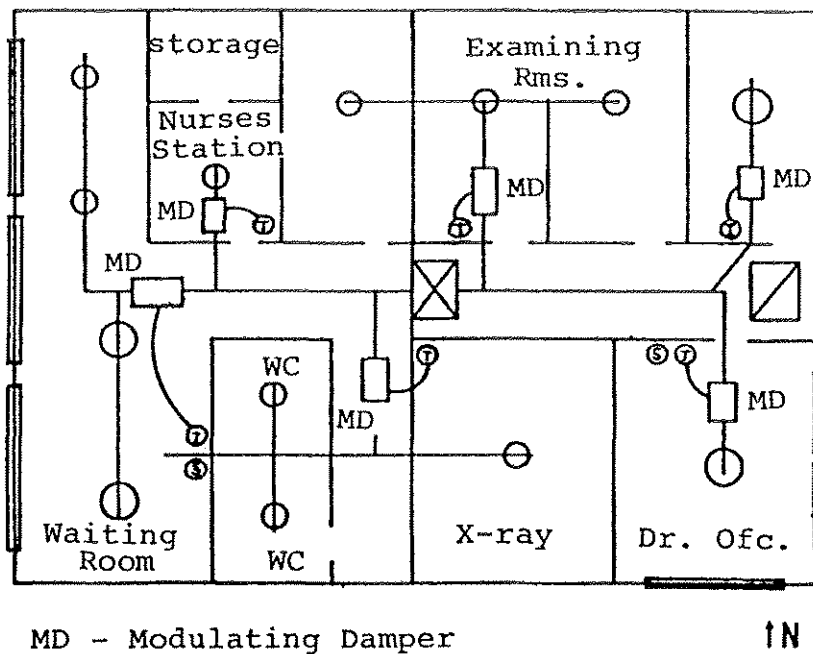 storage
Examining
Rms.
Nurses
Station
MD
T
MD
T
MD
T
MD
WC
T
S
T
MD
MD
T
S
WC
Waiting
Room
X-ray
Dr. Ofc.
MD - Modulating Damper
↑N